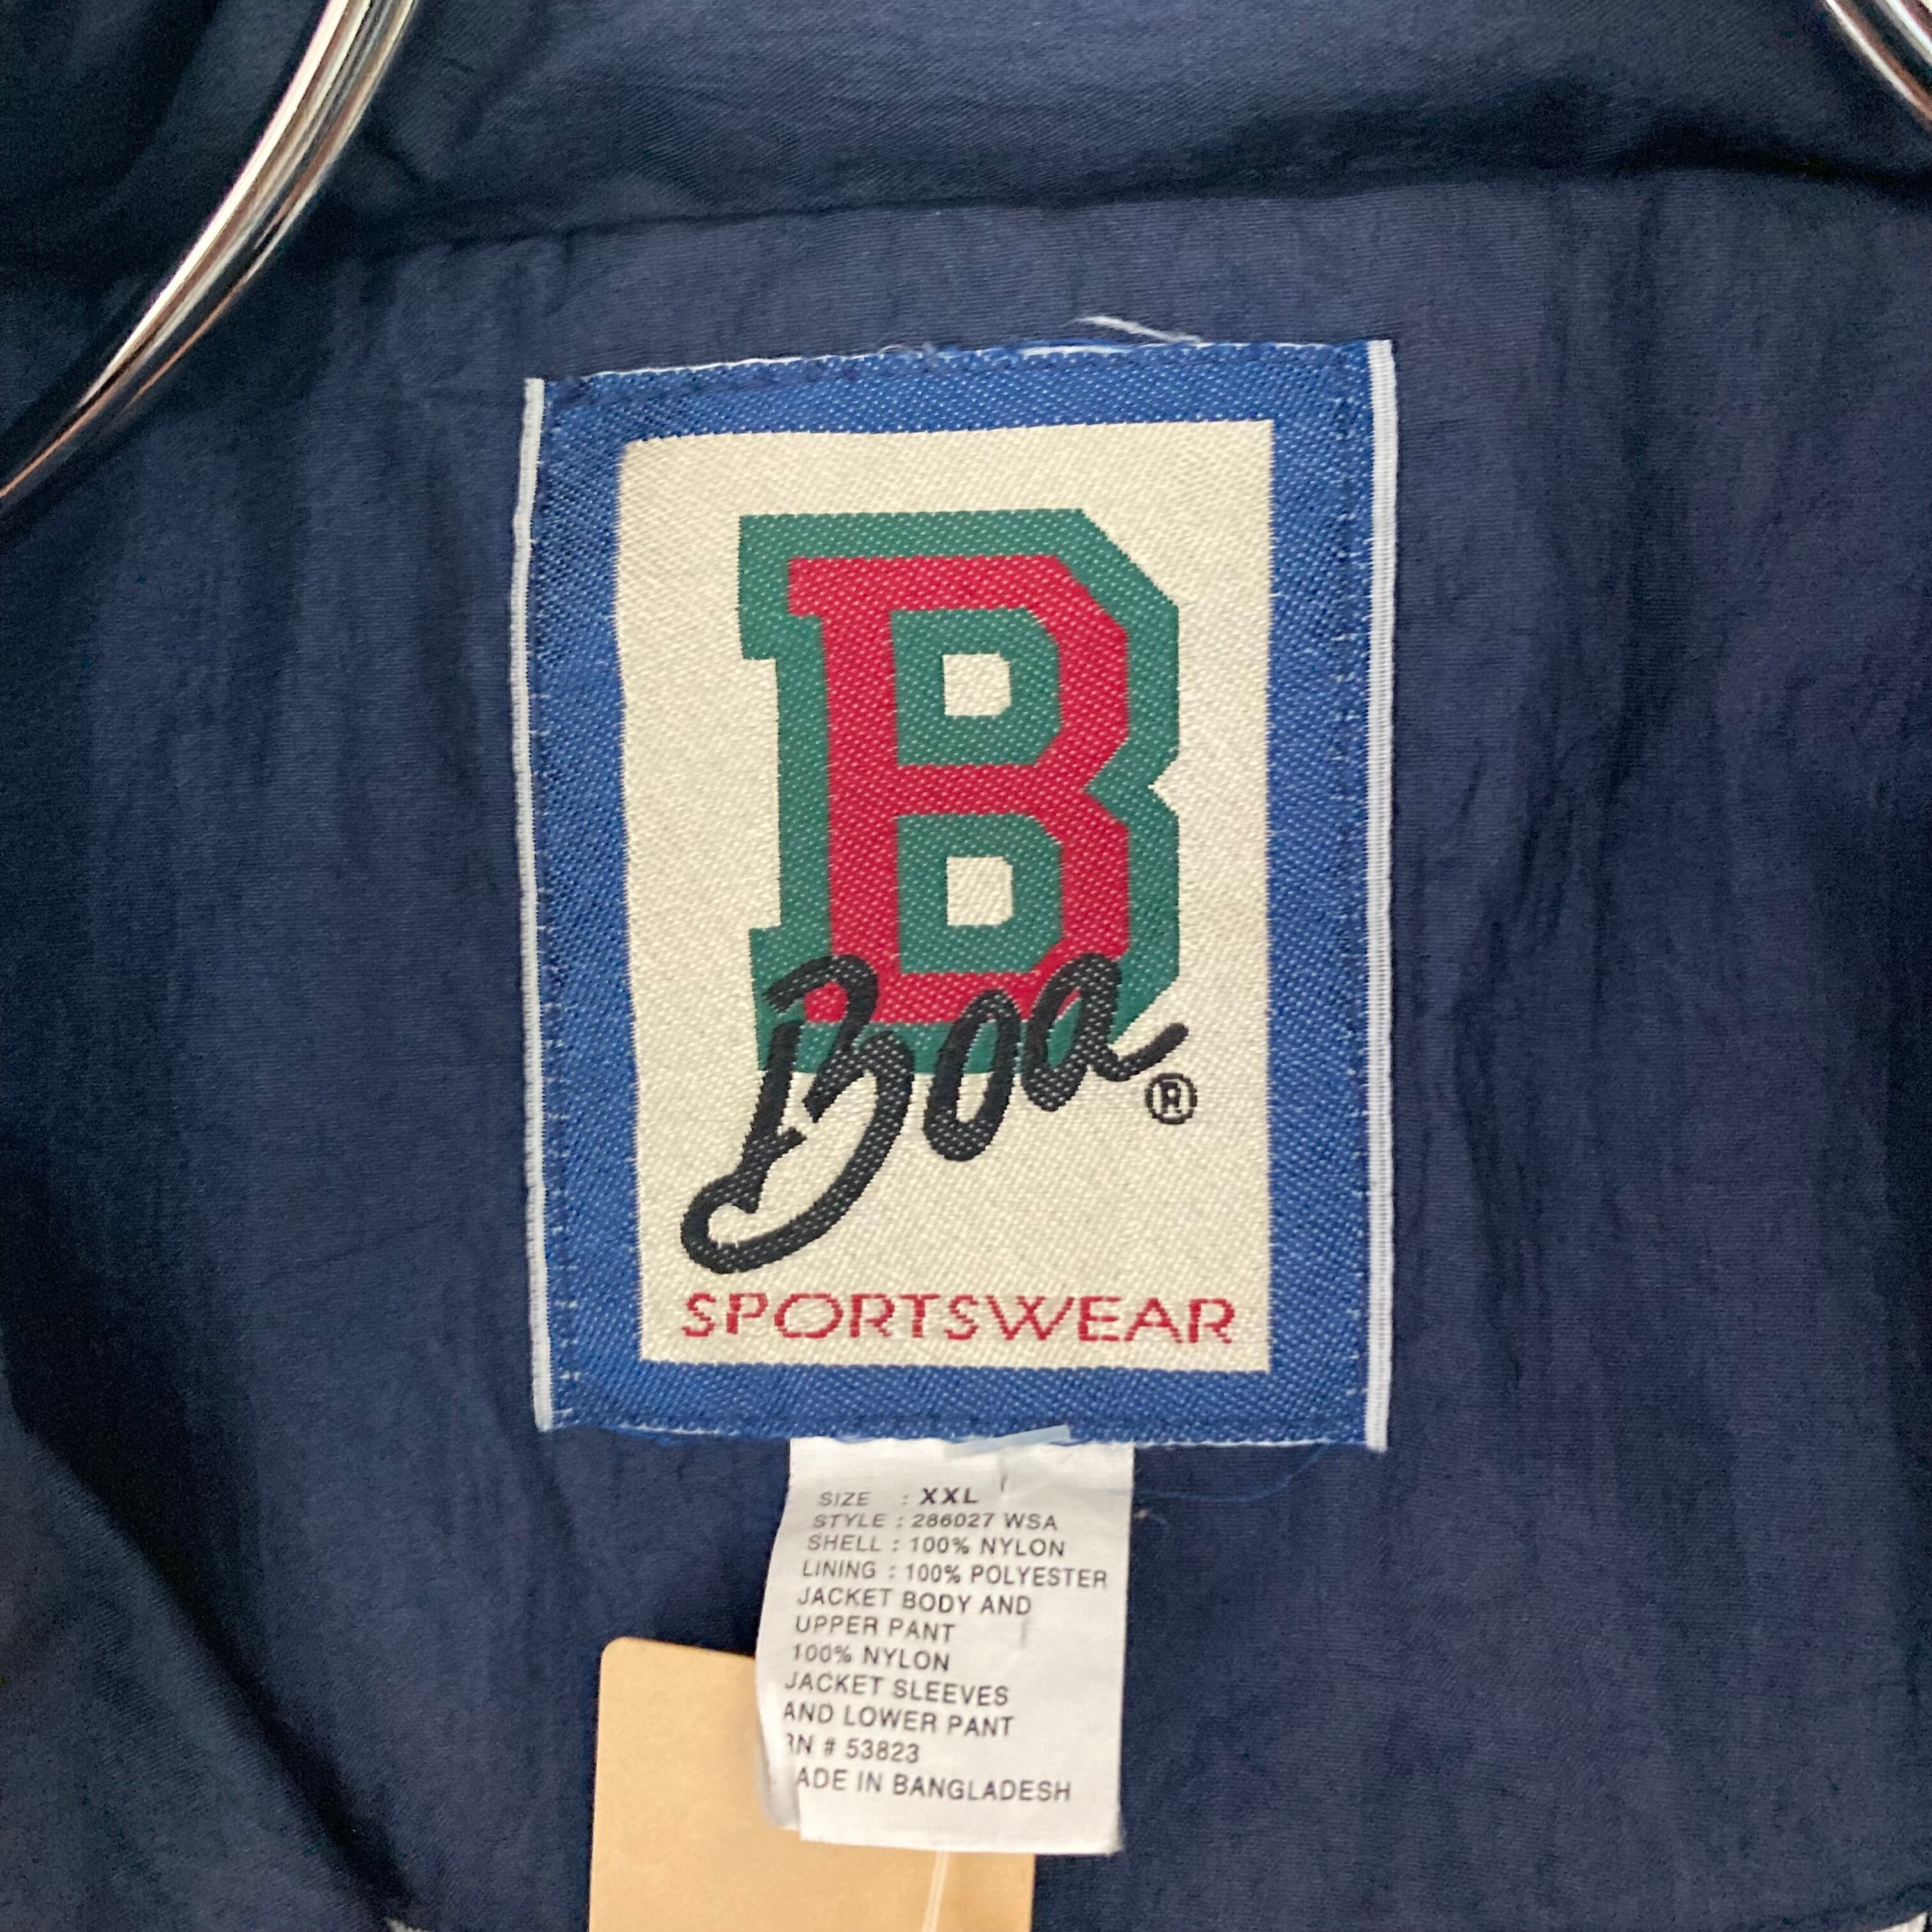 B
Boa ®
SPORTSWEAR
SIZE : XXL
STYLE : 286027 WSA
SHELL : 100% NYLON
LINING : 100% POLYESTER
JACKET BODY AND
UPPER PANT
100% NYLON
JACKET SLEEVES
AND LOWER PANT
RN # 53823
ADE IN BANGLADESH